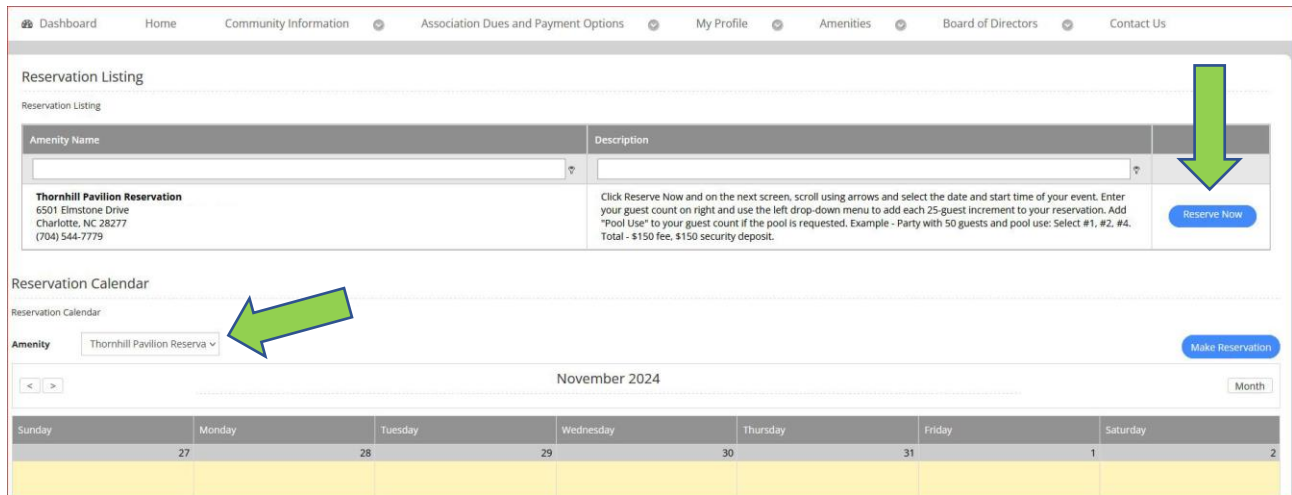 Dashboard Home Community Information Association Dues and Payment Options My Profile Amenities Board of Directors Contact Us
Reservation Listing
Reservation Listing
Amenity Name Description
Thornhill Pavilion Reservation
6501 Elmstone Drive
Charlotte, NC 28277
(704) 544-7779
Click Reserve Now and on the next screen, scroll using arrows and select the date and start time of your event. Enter
your guest count on right and use the left drop-down menu to add each 25-guest increment to your reservation. Add
"Pool Use" to your guest count if the pool is requested. Example - Party with 50 guests and pool use: Select #1, #2, #4.
Total - $150 fee, $150 security deposit.
Reserve Now
Reservation Calendar
Reservation Calendar
Amenity Thornhill Pavilion Reserva
Make Reservation
< > November 2024 Month
Sunday Monday Tuesday Wednesday Thursday Friday Saturday
27 28 29 30 31 1 2